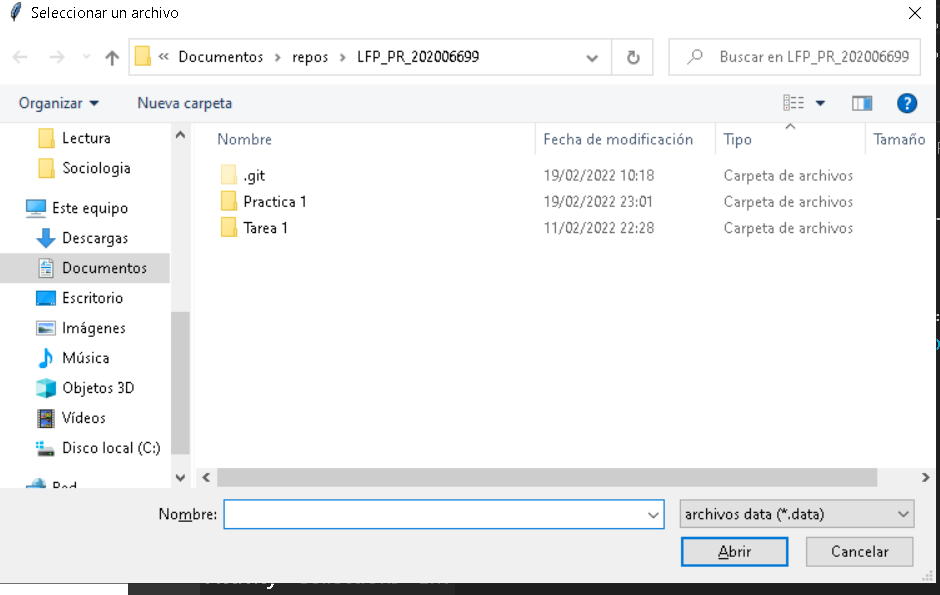 Seleccionar un archivo
« Documentos > repos > LFP_PR_202006699
Buscar en LFP_PR_202006699
Organizar
Nueva carpeta
?
Lectura
Sociologia
Este equipo
Descargas
Documentos
Escritorio
Imágenes
Música
Objetos 3D
Vídeos
Disco local (C:)
Red
Nombre Fecha de modificación Tipo Tamaño
.git 19/02/2022 10:18 Carpeta de archivos
Practica 1 19/02/2022 23:01 Carpeta de archivos
Tarea 1 11/02/2022 22:28 Carpeta de archivos
Nombre:
archivos data (*.data)
Abrir
Cancelar